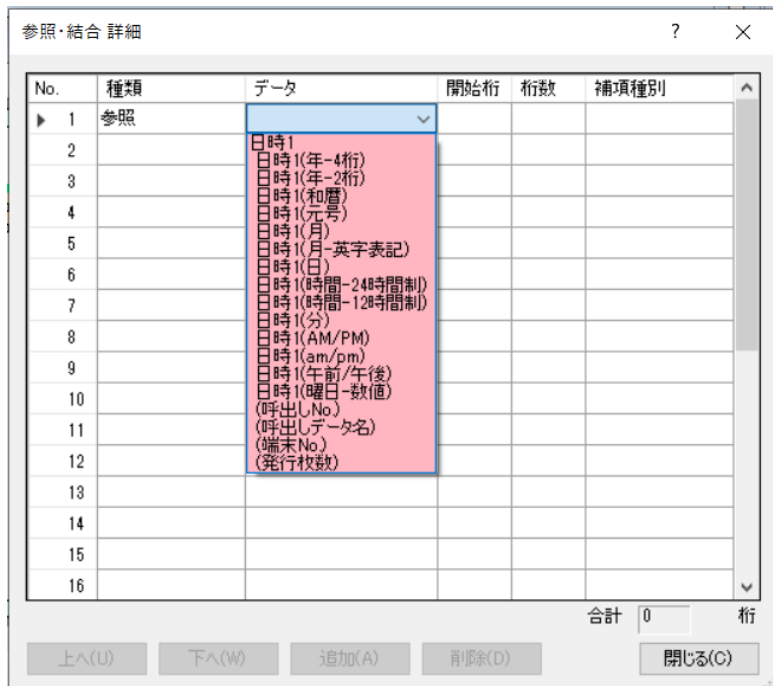 参照・結合 詳細 ? ×
No. 種類 データ 開始桁 桁数 補項種別
1 参照
日時1
2 日時1(年-4桁)
日時1(年-2桁)
3 日時1(和暦)
日時1(元号)
4 日時1(月)
5 日時1(月-英字表記)
日時1(日)
6 日時1(時間-24時間制)
7 日時1(時間-12時間制)
日時1(分)
8 日時1(AM/PM)
日時1(am/pm)
9 日時1(午前/午後)
日時1(曜日-数値)
10 (呼出しNo.)
11 (呼出しデータ名)
(端末No.)
12 (発行枚数)
13
14
15
16
合計 0 桁
上へ(U) 下へ(W) 追加(A) 削除(D) 閉じる(C)